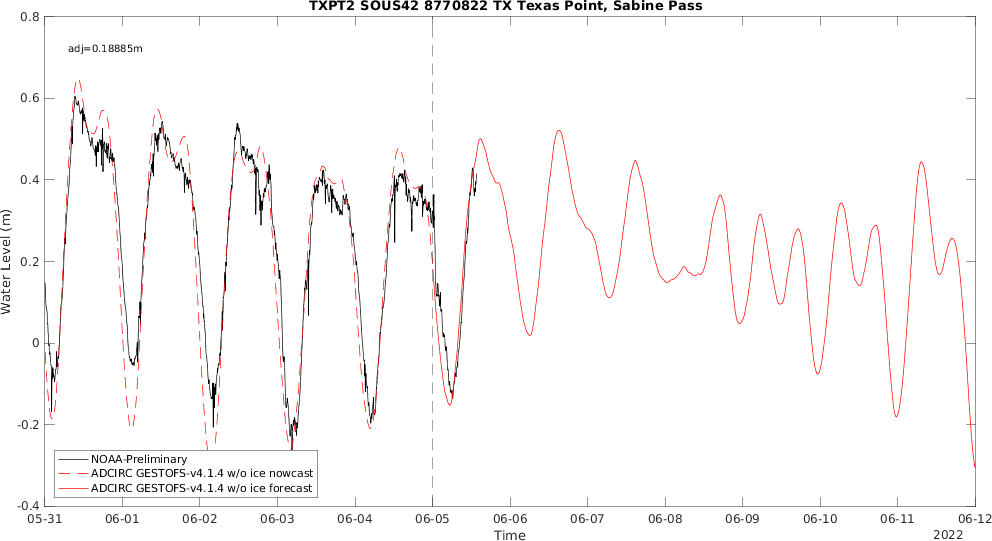 TXPT2 SOUS42 8770822 TX Texas Point, Sabine Pass
0.8
adj=0.18885m
0.6
0.4
0.2
0
-0.2
-0.4
Water Level (m)
NOAA-Preliminary
ADCIRC GESTOFS-v4.1.4 w/o ice nowcast
ADCIRC GESTOFS-v4.1.4 w/o ice forecast
05-31 06-01 06-02 06-03 06-04 06-05 06-06 06-07 06-08 06-09 06-10 06-11 06-12
Time
2022